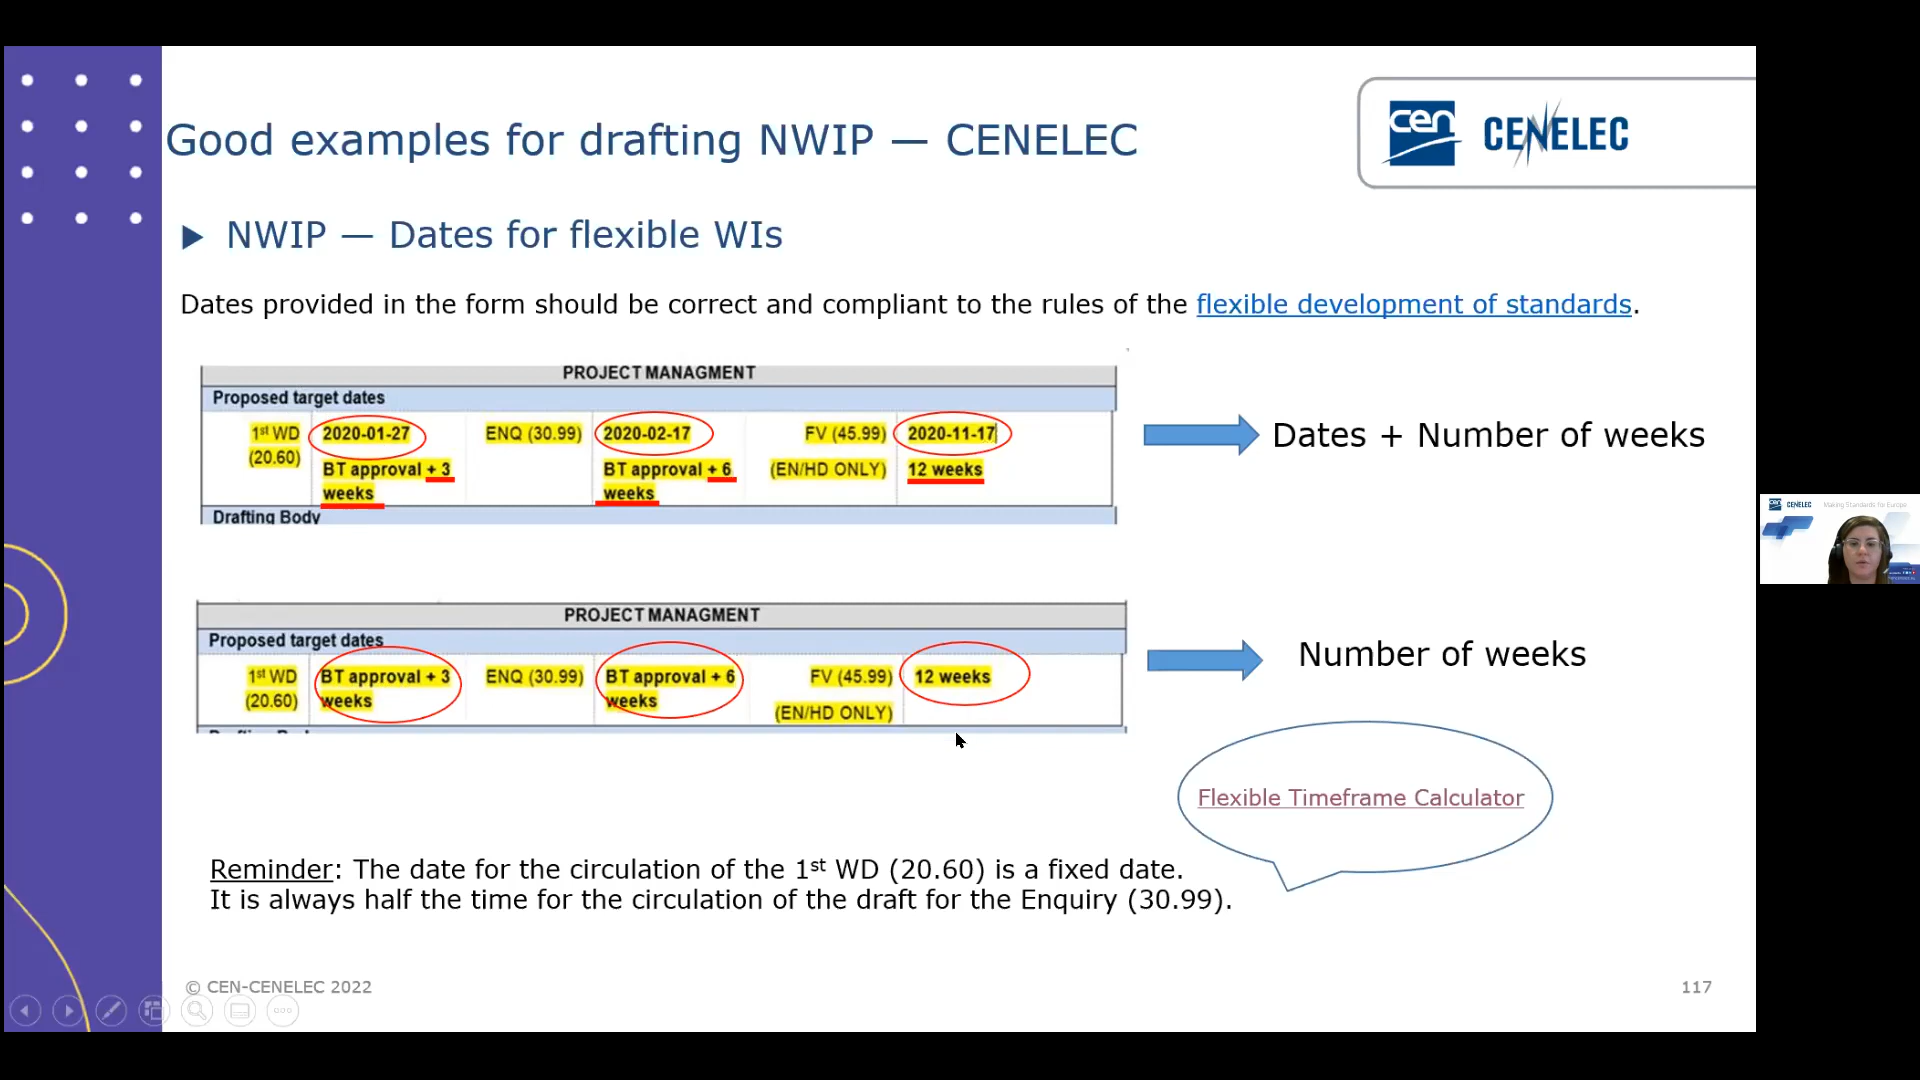 Good examples for drafting NWIP — CENELEC
cen CENELEC
NWIP — Dates for flexible WIs
Dates provided in the form should be correct and compliant to the rules of the flexible development of standards.
PROJECT MANAGMENT
Proposed target dates
1st WD 2020-01-27 ENQ (30.99) 2020-02-17 FV (45.99) 2020-11-17
(20.60)
BT approval + 3 BT approval + 6 (EN/HD ONLY) 12 weeks
weeks weeks
Drafting Body
Dates + Number of weeks
CENELEC Making Standards for Europe
PROJECT MANAGMENT
Proposed target dates
1st WD BT approval + 3 ENQ (30.99) BT approval + 6 FV (45.99) 12 weeks
(20.60) weeks weeks
(EN/HD ONLY)
Number of weeks
Flexible Timeframe Calculator
Reminder: The date for the circulation of the 1st WD (20.60) is a fixed date.
It is always half the time for the circulation of the draft for the Enquiry (30.99).
© CEN-CENELEC 2022
117